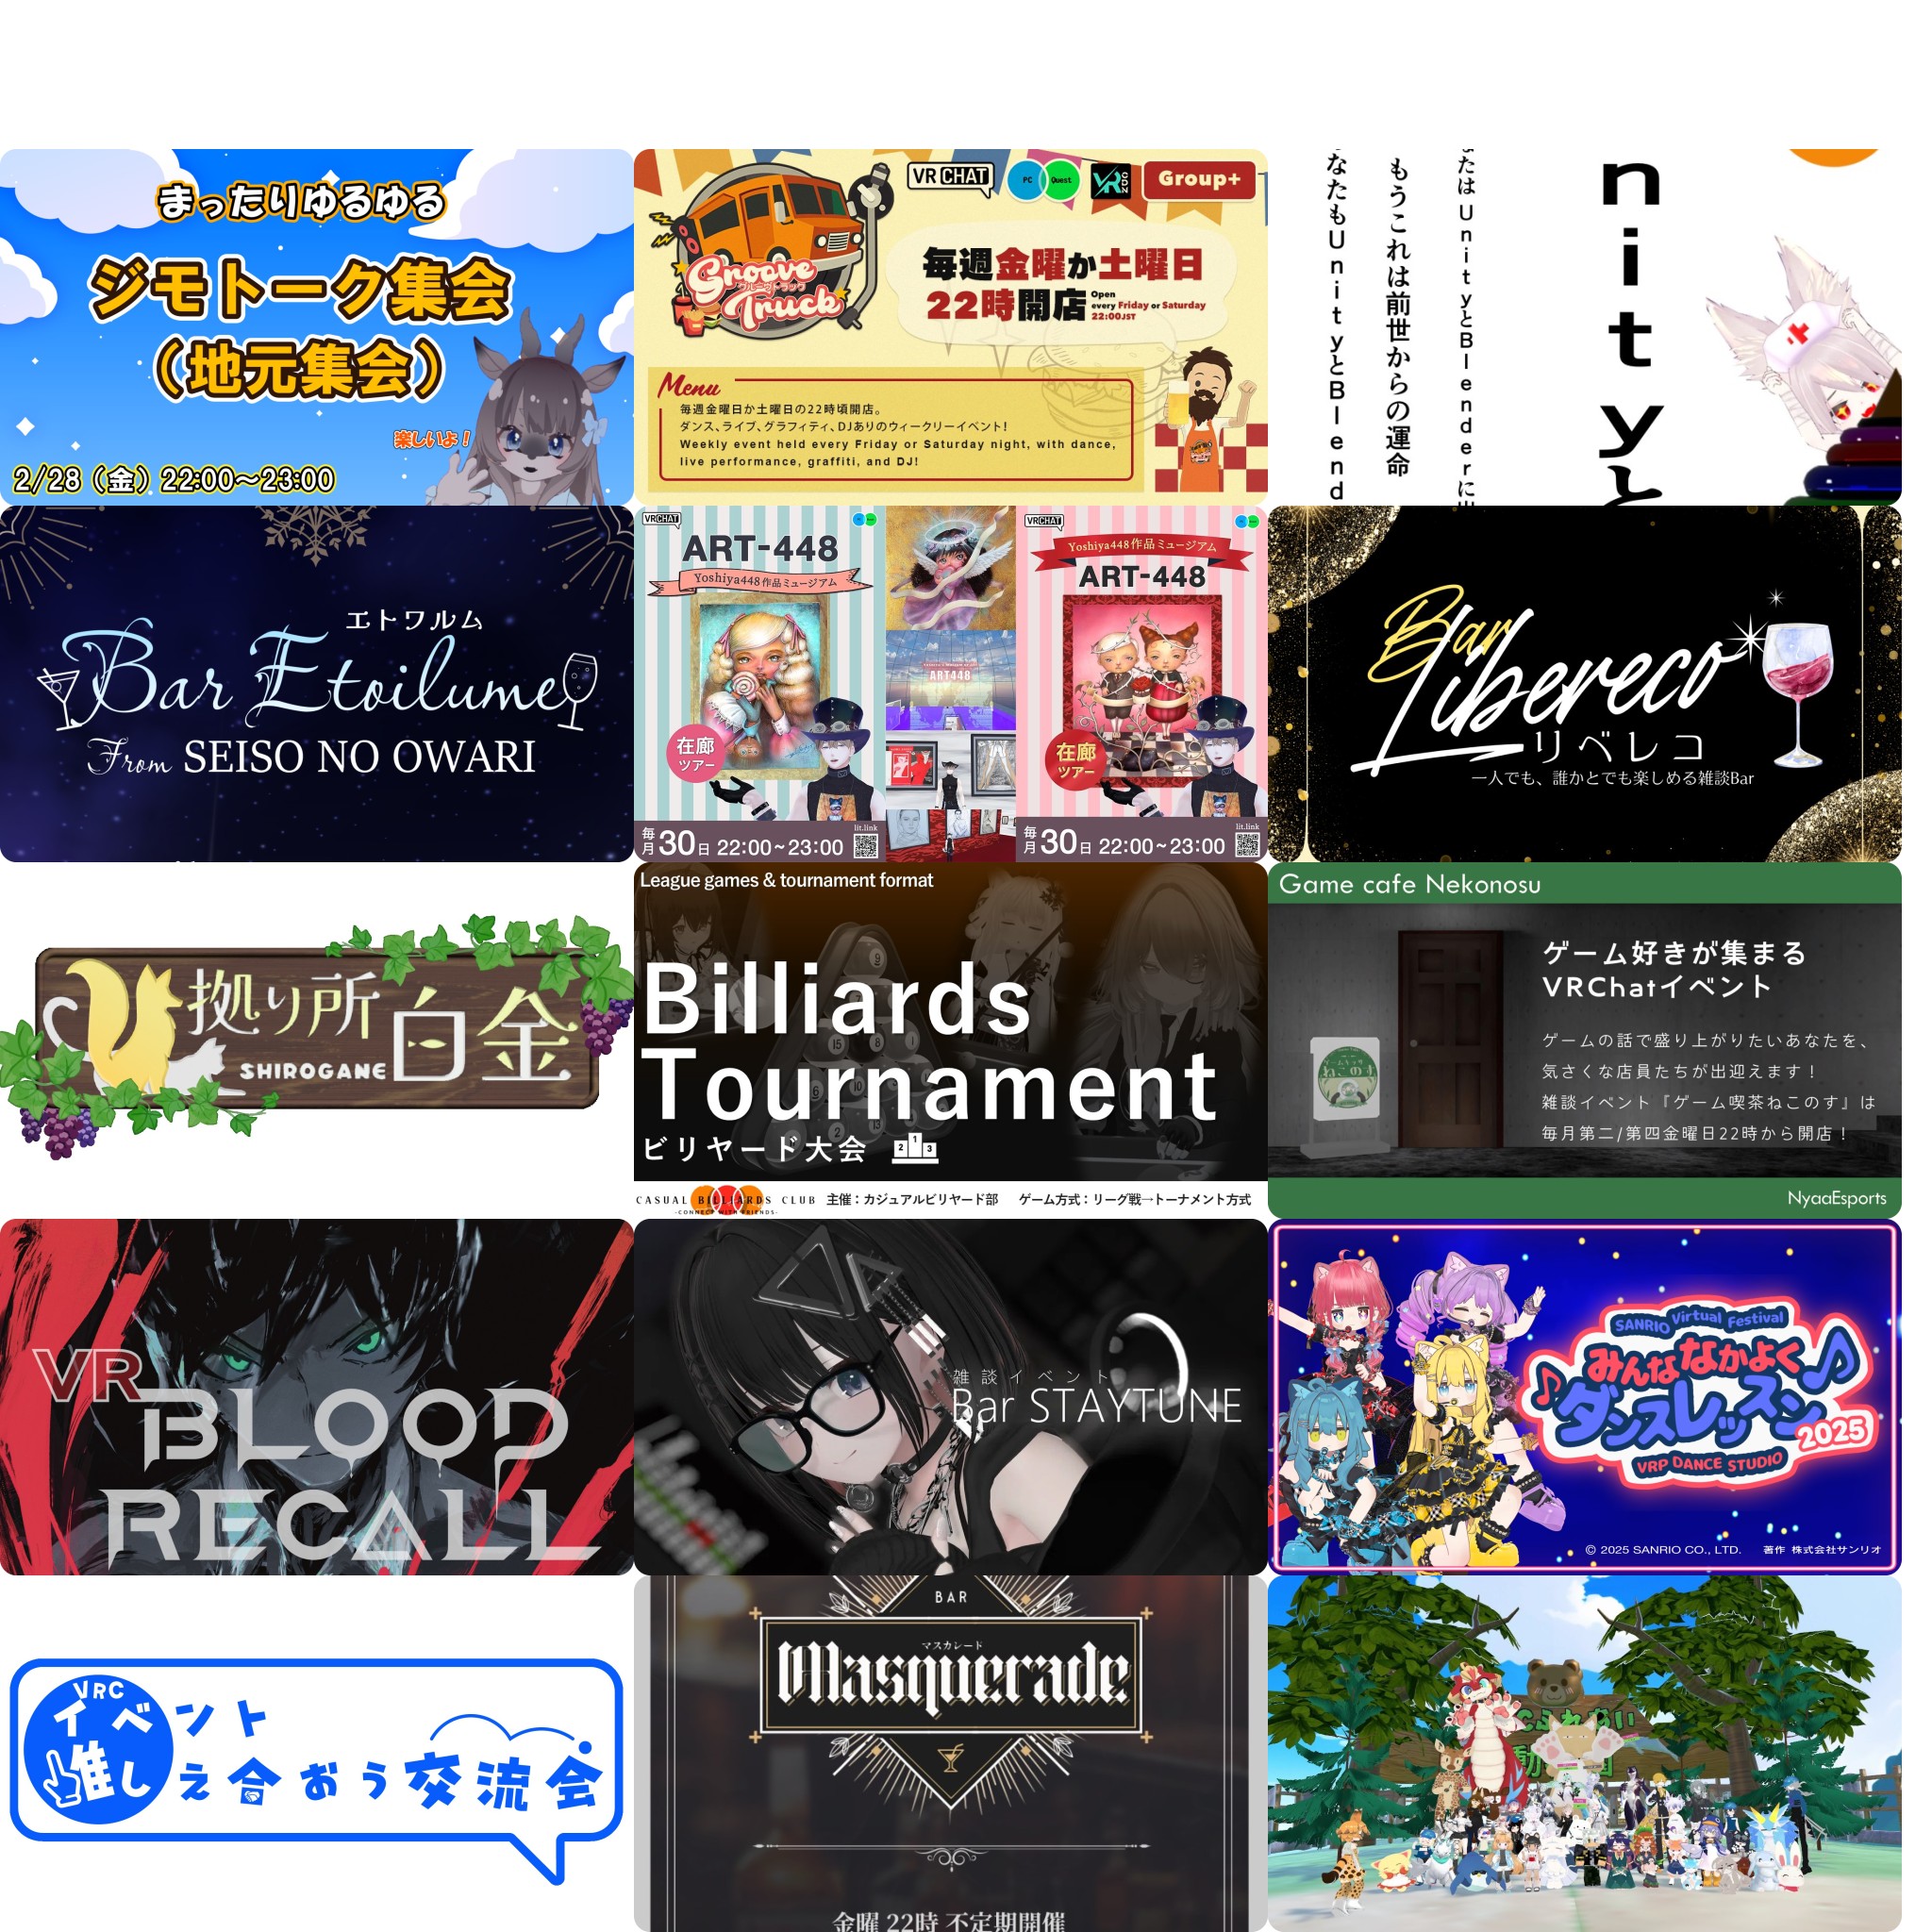 まったりゆるゆる
ジモトーク集会
（地元集会）
楽しいよ！
2/28（金）22:00～23:00
VRCHAT
PC
Quest
VR
ZOO
Group+
Groove
グルーヴトラック
Truck
毎週金曜か土曜日
22時開店
Open
every Friday or Saturday
22:00JST
Menu
毎週金曜日か土曜日の22時頃開店。
ダンス、ライブ、グラフィティ、DJありのウィークリーイベント！
Weekly event held every Friday or Saturday night, with dance,
live performance, graffiti, and DJ!
nityと
たはUnityとBlenderに
もうこれは前世からの運命
なたもUnityとBlend
エトワルム
Bar Etoilume
From SEISO NO OWARI
VRCHAT
ART-448
Yoshiya448作品ミュージアム
在廊
ツアー
毎月30日 22:00~23:00
lit.link
ART448
VRCHAT
Yoshiya448作品ミュージアム
ART-448
在廊
ツアー
毎月30日 22:00~23:00
lit.link
Bar
Libereco
リベレコ
一人でも、誰かとでも楽しめる雑談Bar
拠り所
SHIROGANE
白金
League games & tournament format
Billiards
Tournament
ビリヤード大会
2 1 3
CASUAL BILLIARDS CLUB
-CONNECT WITH FRIENDS-
主催：カジュアルビリヤード部 ゲーム方式：リーグ戦→トーナメント方式
Game cafe Nekonosu
ゲーム好きが集まる
VRChatイベント
ゲームの話で盛り上がりたいあなたを、
気さくな店員たちが出迎えます！
雑談イベント『ゲーム喫茶ねこのす』は
毎月第二/第四金曜日22時から開店！
ねこのす
NyaaEsports
VR
BLOOD
RECALL
雑談イベント
Bar STAYTUNE
SANRIO Virtual Festival
みんななかよく
ダンスレッスン
2025
VRP DANCE STUDIO
© 2025 SANRIO CO., LTD. 著作 株式会社サンリオ
VRC
イベント
推しえ合おう交流会
BAR
マスカレード
Masquerade
金曜 22時 不定期開催